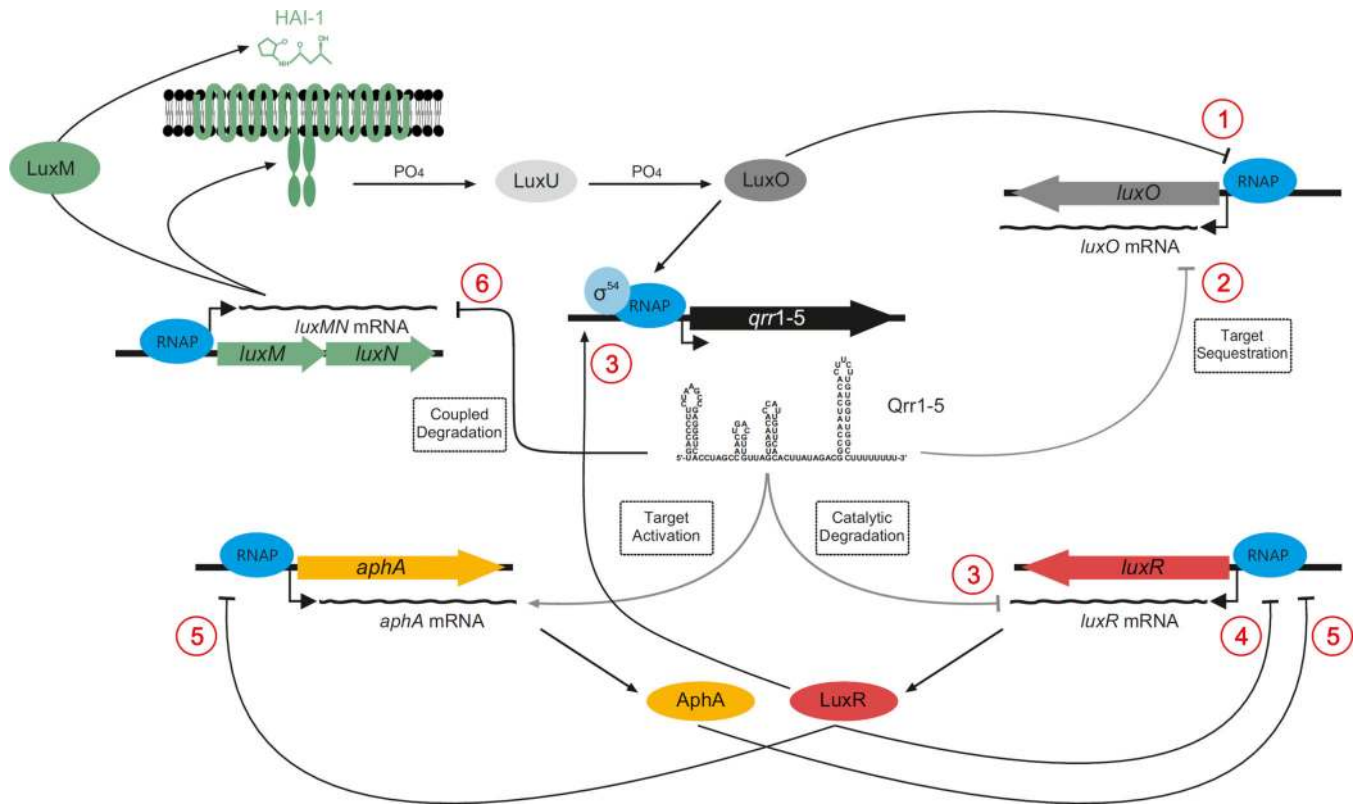 HAI-1
O
O
OH
NH
1
LuxM
PO4
LuxU
PO4
LuxO
RNAP
luxO
luxO mRNA
6
σ54
RNAP
qrr1-5
2
luxMN mRNA
RNAP
luxM
luxN
3
Target
Sequestration
Coupled
Degradation
Qrr1-5
5'-UACCUAGCCGUUAGCACUUAUAGACGCUUUUUUUU-3'
Target
Activation
Catalytic
Degradation
RNAP
aphA
3
luxR
RNAP
aphA mRNA
luxR mRNA
5
4
5
AphA
LuxR